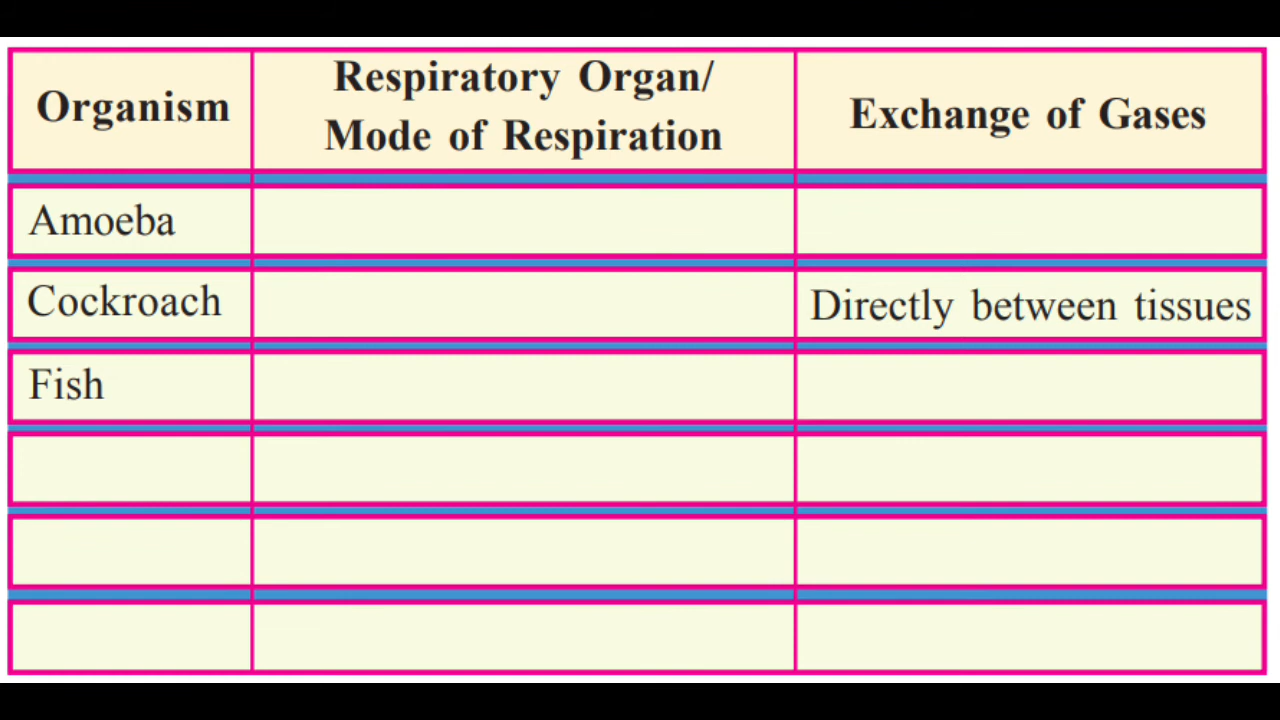 Organism
Respiratory Organ/
Mode of Respiration
Exchange of Gases
Amoeba
Cockroach
Directly between tissues
Fish